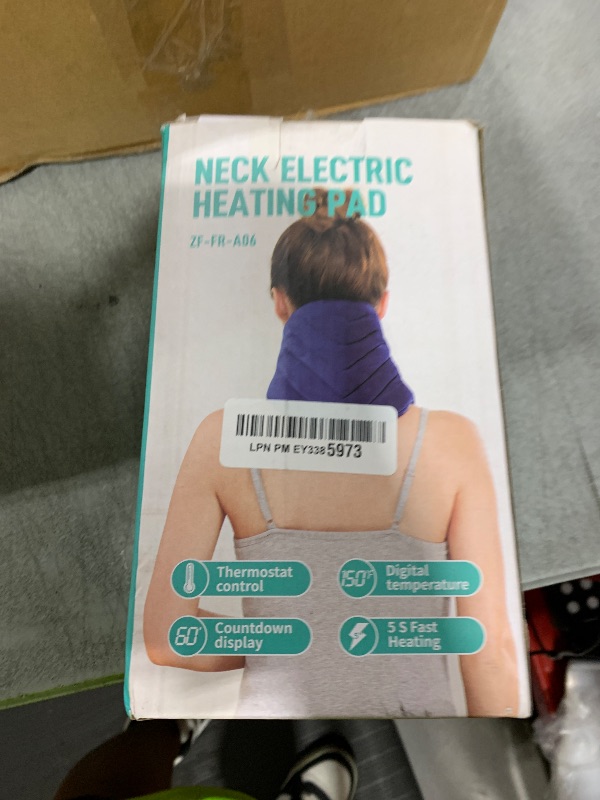 NECK ELECTRIC
HEATING PAD
ZF-FR-A06
LPN PM EY3385973
Thermostat
control
150°F
Digital
temperature
60'
Countdown
display
5 S Fast
Heating